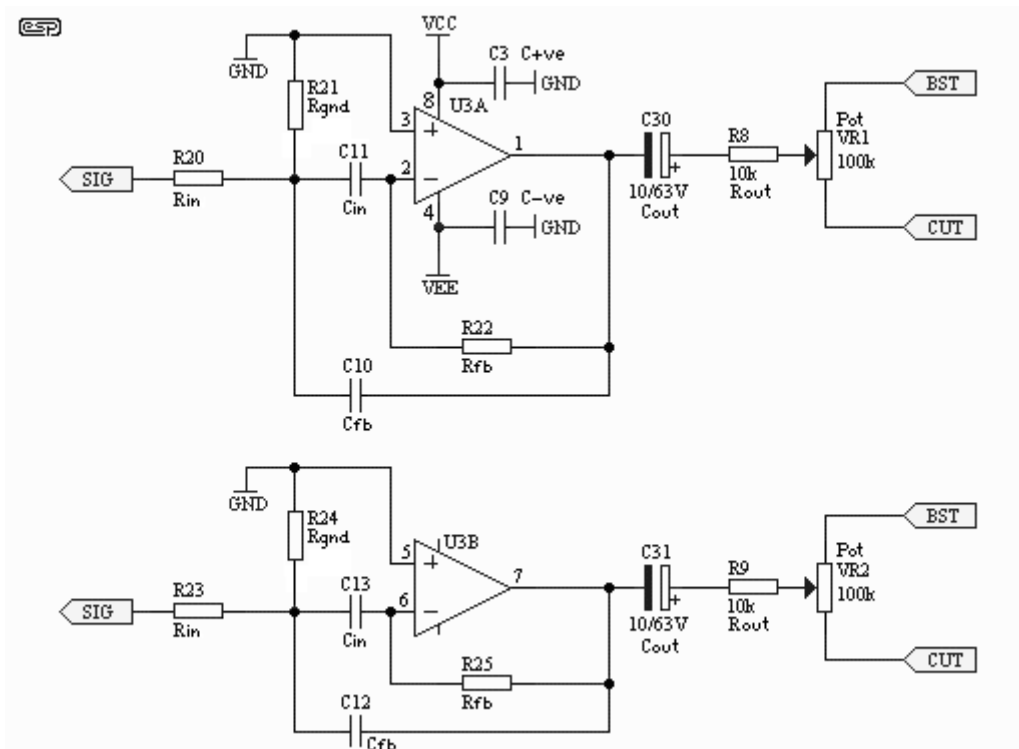 esp
VCC
GND
C3 C+ve
GND
R21
Rgnd
8
U3A
3
+
1
C30
+
10/63V
Cout
R8
10k
Rout
BST
Pot
VR1
100k
SIG
R20
Rin
C11
Cin
2
−
4
C9 C-ve
GND
CUT
VEE
R22
Rfb
C10
Cfb
GND
R24
Rgnd
5
+
U3B
7
C31
+
10/63V
Cout
R9
10k
Rout
BST
Pot
VR2
100k
SIG
R23
Rin
C13
Cin
6
−
CUT
R25
Rfb
C12
Cfb